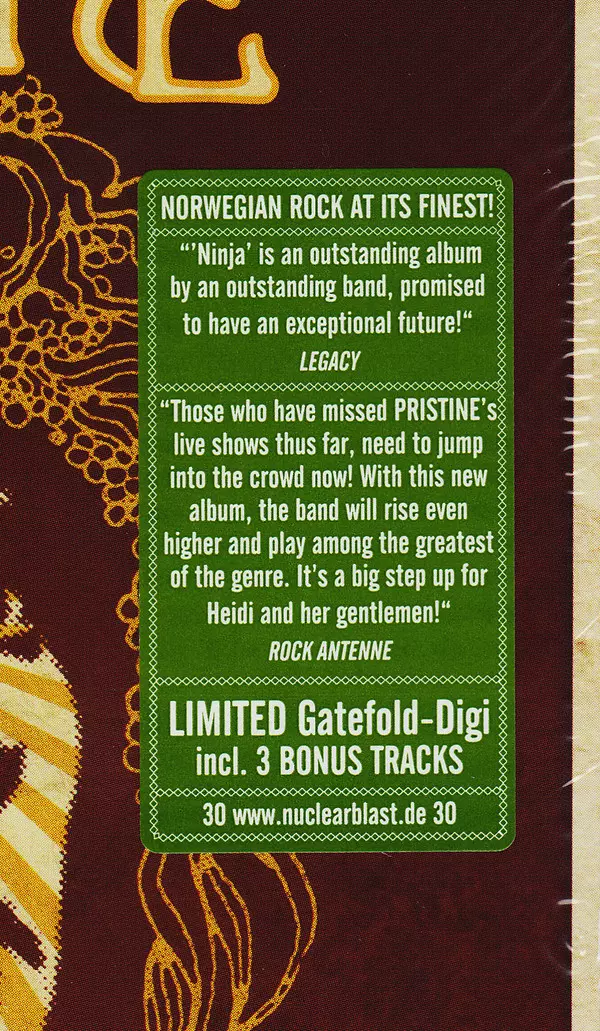 NORWEGIAN ROCK AT ITS FINEST!
“’Ninja’ is an outstanding album
by an outstanding band, promised
to have an exceptional future!“
LEGACY
“Those who have missed PRISTINE’s
live shows thus far, need to jump
into the crowd now! With this new
album, the band will rise even
higher and play among the greatest
of the genre. It’s a big step up for
Heidi and her gentlemen!“
ROCK ANTENNE
LIMITED Gatefold-Digi
incl. 3 BONUS TRACKS
30 www.nuclearblast.de 30